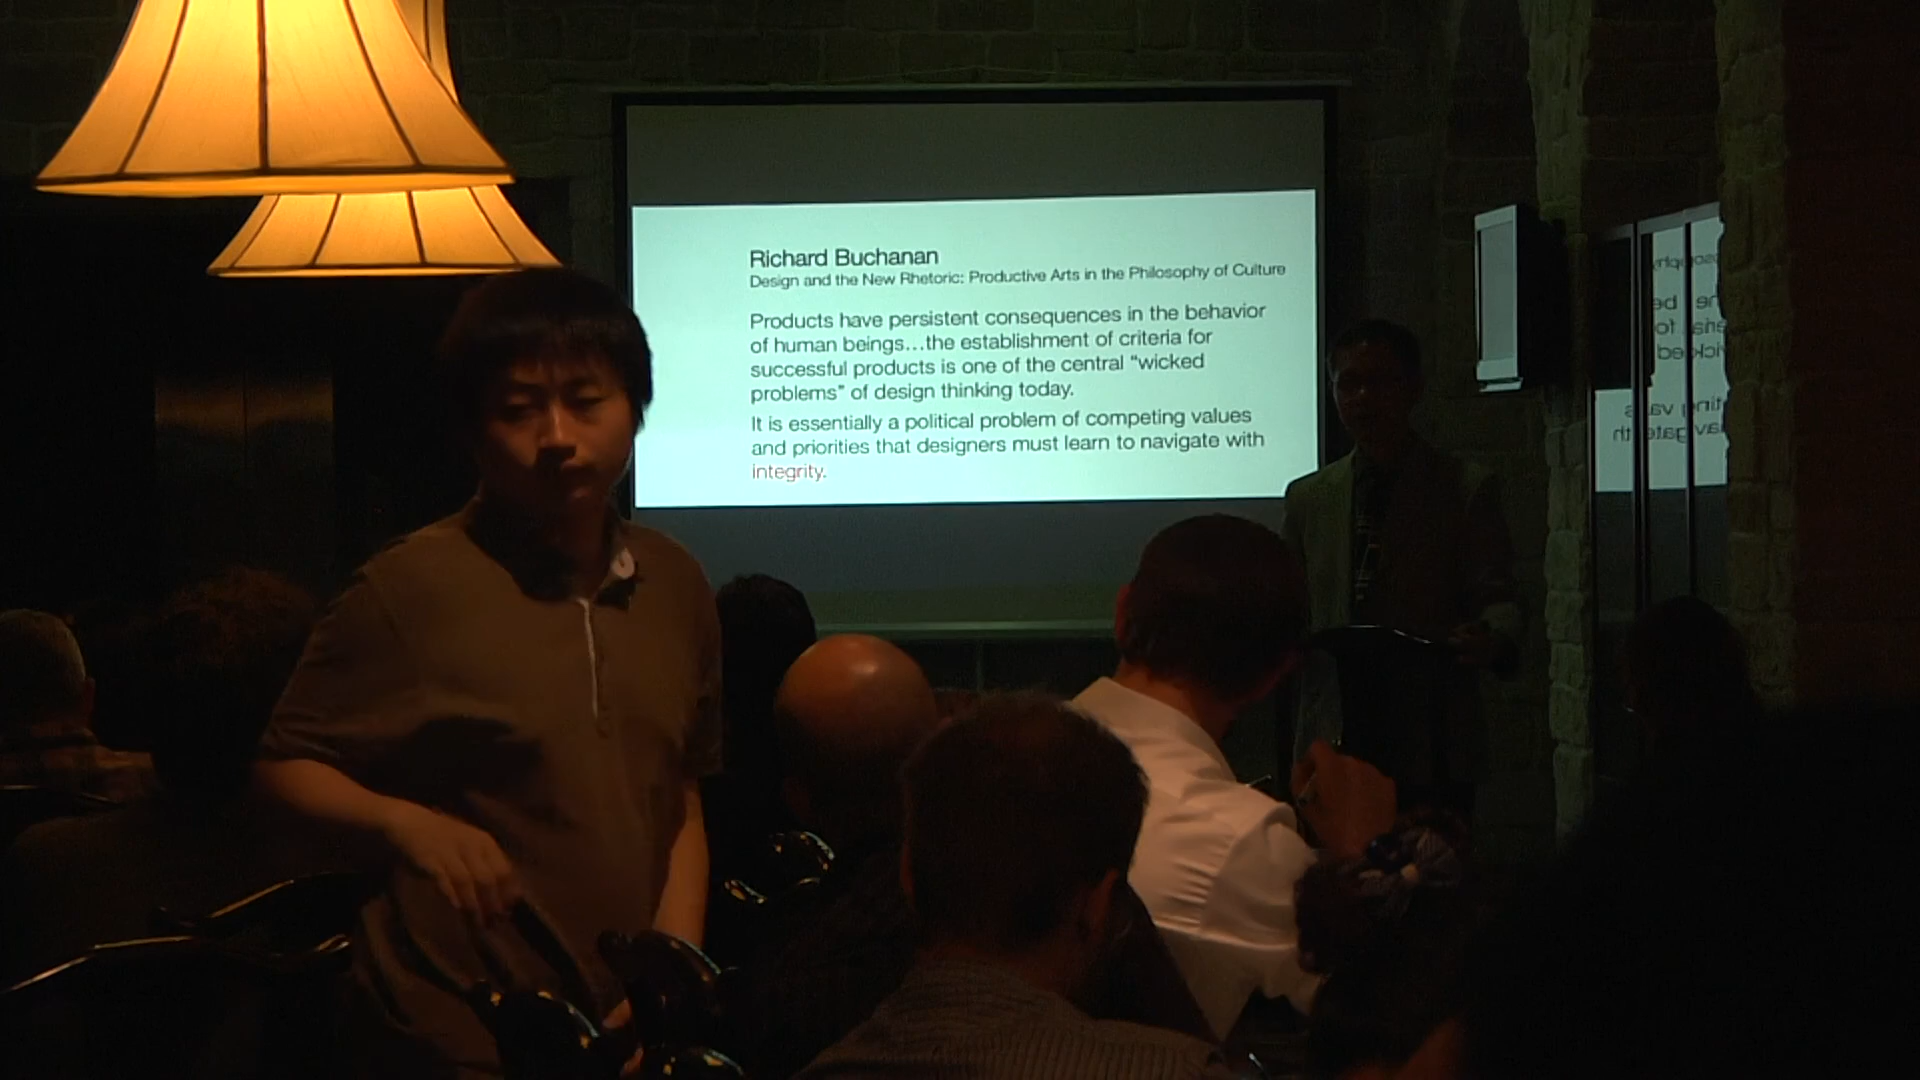 Richard Buchanan
Design and the New Rhetoric: Productive Arts in the Philosophy of Culture
Products have persistent consequences in the behavior
of human beings...the establishment of criteria for
successful products is one of the central “wicked
problems” of design thinking today.
It is essentially a political problem of competing values
and priorities that designers must learn to navigate with
integrity.